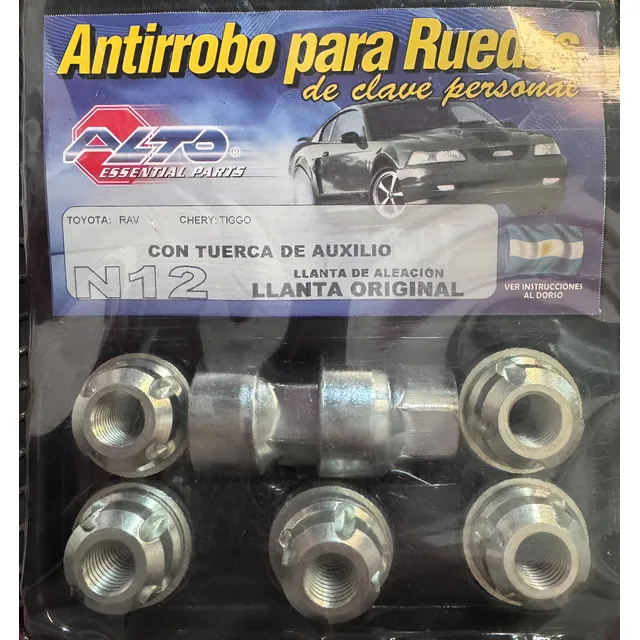 Antirrobo para Ruedas
de clave personal
ALTO®
ESSENTIAL PARTS
TOYOTA: RAV CHERY: TIGGO
CON TUERCA DE AUXILIO
N12
LLANTA DE ALEACIÓN
LLANTA ORIGINAL
VER INSTRUCCIONES
AL DORSO